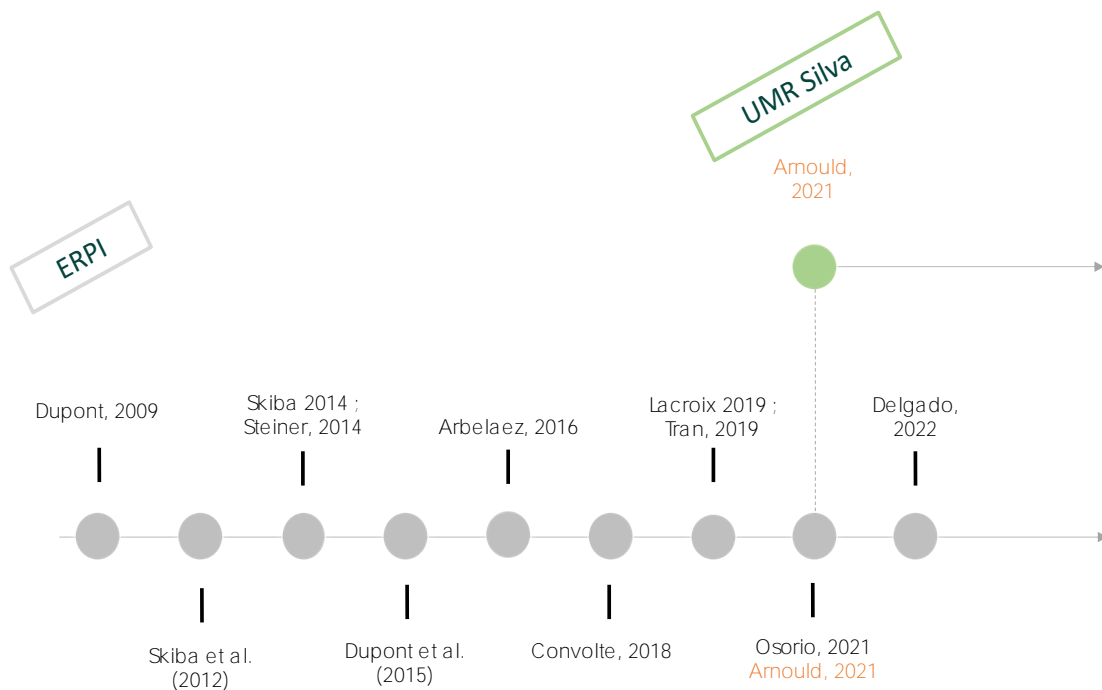 UMR Silva
Arnould,
2021
ERPI
Dupont, 2009
Skiba 2014 ;
Steiner, 2014
Arbelaez, 2016
Lacroix 2019 ;
Tran, 2019
Delgado,
2022
Skiba et al.
(2012)
Dupont et al.
(2015)
Convolte, 2018
Osorio, 2021
Arnould, 2021